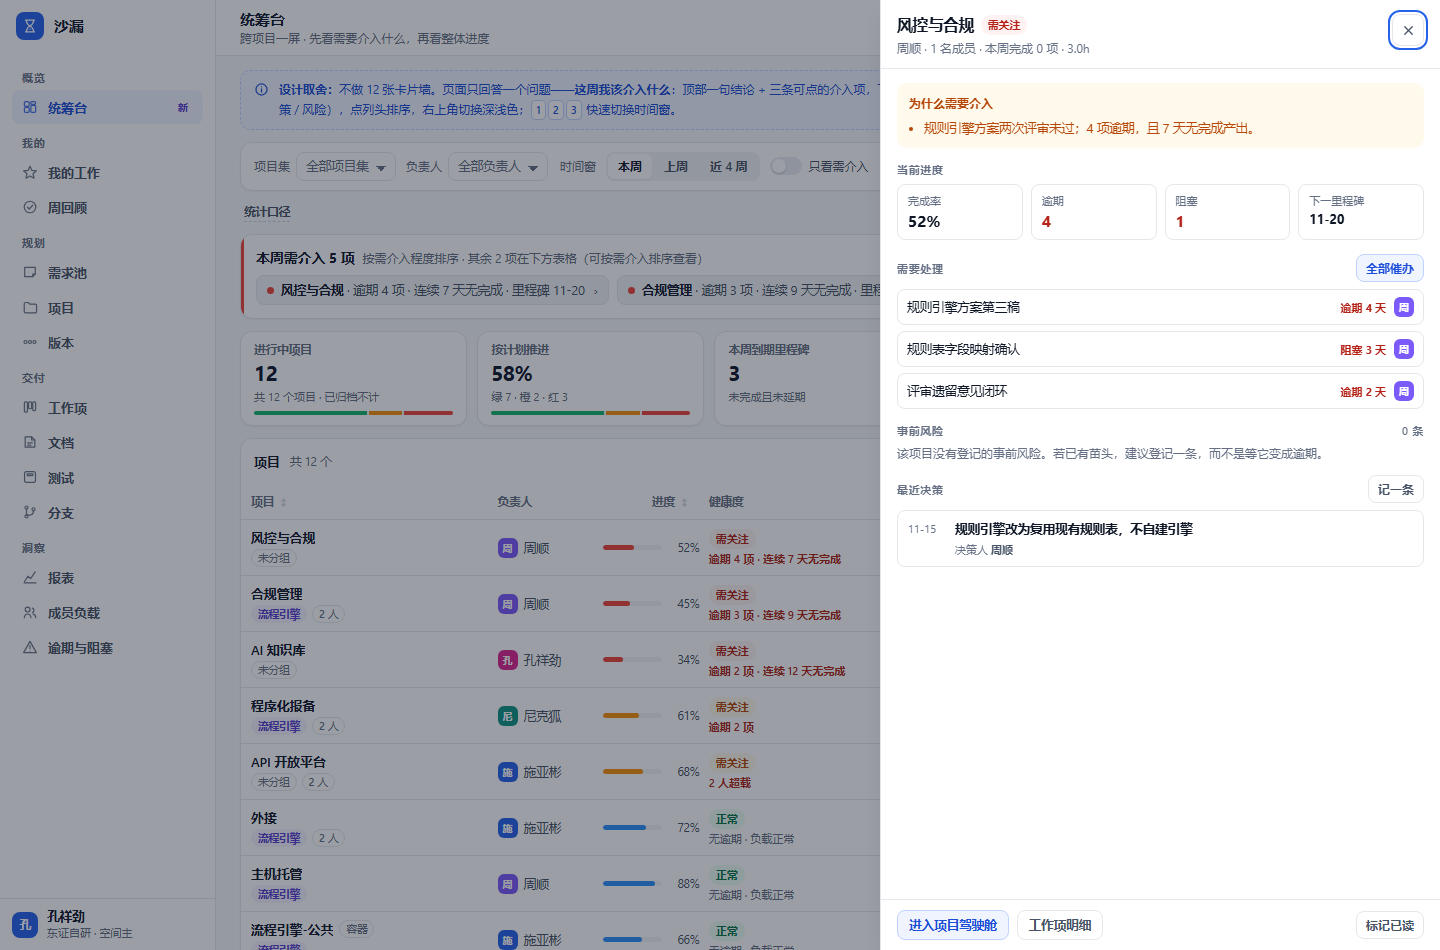 沙漏
概览
统筹台 新
我的
我的工作
周回顾
规划
需求池
项目
版本
交付
工作项
文档
测试
分支
洞察
报表
成员负载
逾期与阻塞
孔
孔祥劲
东证自研 · 空间主
统筹台
跨项目一屏 · 先看需要介入什么，再看整体进度
设计取舍：不做 12 张卡片墙。页面只回答一个问题——这周我该介入什么：顶部一句结论 + 三条可点的介入项，
策 / 风险），点列头排序，右上角切换深浅色； 1 2 3 快速切换时间窗。
项目集 全部项目集 负责人 全部负责人 时间窗 本周 上周 近 4 周 只看需介入
统计口径
本周需介入 5 项 按需介入程度排序 · 其余 2 项在下方表格（可按需介入排序查看）
风控与合规 · 逾期 4 项 · 连续 7 天无完成 · 里程碑 11-20 ›
合规管理 · 逾期 3 项 · 连续 9 天无完成 · 里程
进行中项目
12
共 12 个项目 · 已归档不计
按计划推进
58%
绿 7 · 橙 2 · 红 3
本周到期里程碑
3
未完成且未延期
项目 共 12 个
项目 负责人 进度 健康度
风控与合规 周 周顺 52% 需关注
未分组 逾期 4 项 · 连续 7 天无完成
合规管理 周 周顺 45% 需关注
流程引擎 2 人 逾期 3 项 · 连续 9 天无完成
AI 知识库 孔 孔祥劲 34% 需关注
未分组 逾期 2 项 · 连续 12 天无完成
程序化报备 尼 尼克狐 61% 需关注
流程引擎 2 人 逾期 2 项
API 开放平台 施 施亚彬 68% 需关注
未分组 2 人 2 人超载
外接 施 施亚彬 72% 正常
流程引擎 2 人 无逾期 · 负载正常
主机托管 周 周顺 88% 正常
流程引擎 无逾期 · 负载正常
流程引擎-公共 容器 施 施亚彬 66% 正常
流程引擎 无逾期 · 负载正常
风控与合规 需关注
周顺 · 1 名成员 · 本周完成 0 项 · 3.0h
为什么需要介入
• 规则引擎方案两次评审未过；4 项逾期，且 7 天无完成产出。
当前进度
完成率
52%
逾期
4
阻塞
1
下一里程碑
11-20
需要处理 全部催办
规则引擎方案第三稿 逾期 4 天 周
规则表字段映射确认 阻塞 3 天 周
评审遗留意见闭环 逾期 2 天 周
事前风险 0 条
该项目没有登记的事前风险。若已有苗头，建议登记一条，而不是等它变成逾期。
最近决策 记一条
11-15 规则引擎改为复用现有规则表，不自建引擎
决策人 周顺
进入项目驾驶舱 工作项明细 标记已读